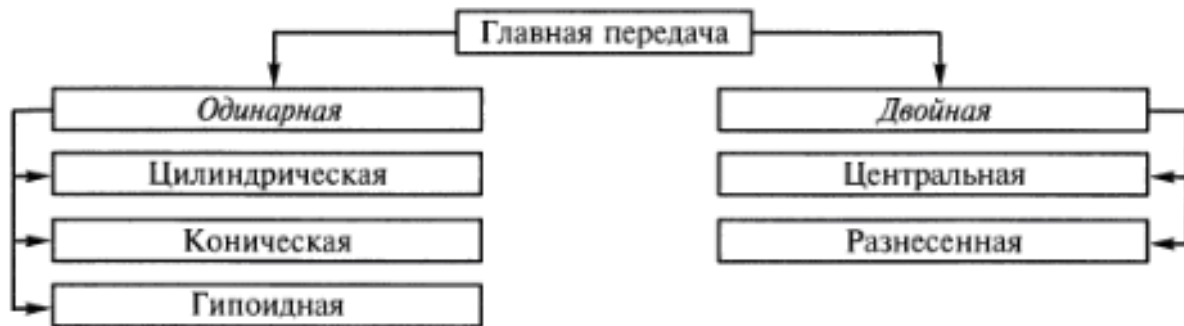 Главная передача
Одинарная
Двойная
Цилиндрическая
Центральная
Коническая
Разнесенная
Гипоидная